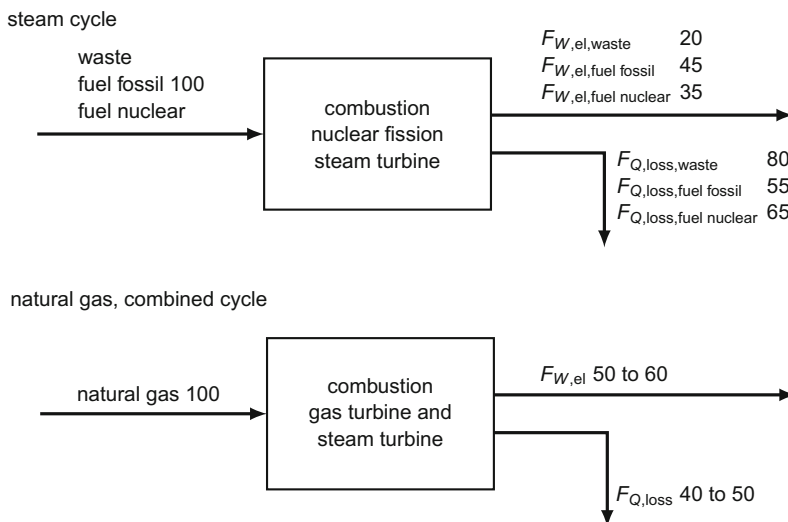 steam cycle
waste
fuel fossil 100
fuel nuclear
combustion
nuclear fission
steam turbine
F_W,el,waste 20
F_W,el,fuel fossil 45
F_W,el,fuel nuclear 35
F_Q,loss,waste 80
F_Q,loss,fuel fossil 55
F_Q,loss,fuel nuclear 65
natural gas, combined cycle
natural gas 100
combustion
gas turbine and
steam turbine
F_W,el 50 to 60
F_Q,loss 40 to 50